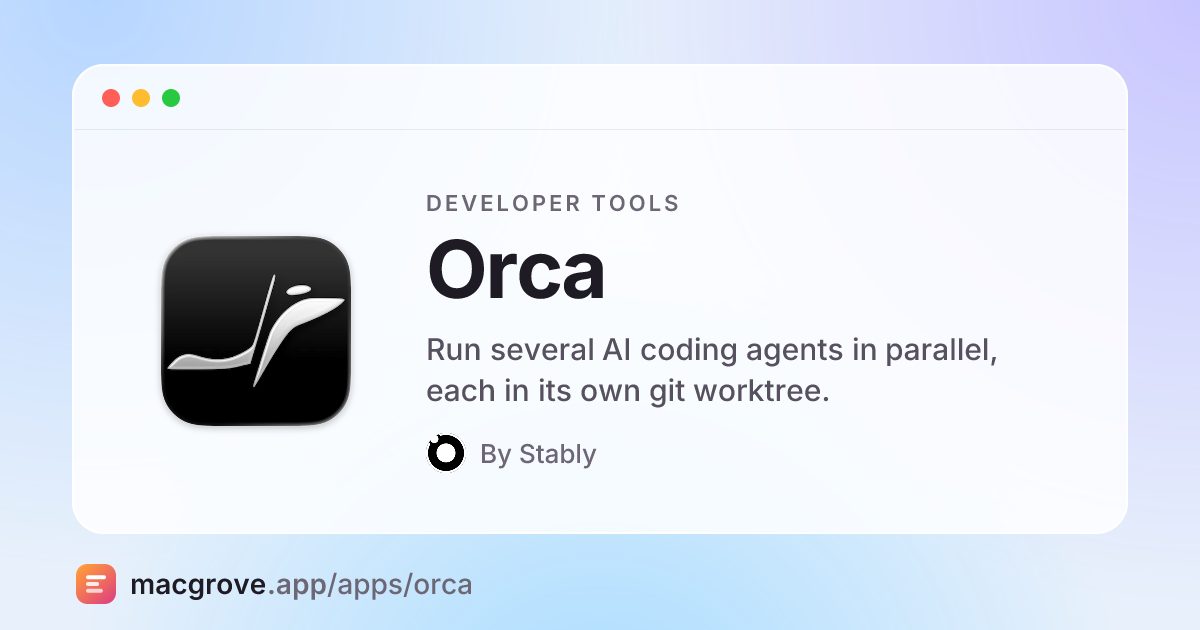 DEVELOPER TOOLS
Orca
Run several AI coding agents in parallel,
each in its own git worktree.
By Stably
macgrove.app/apps/orca